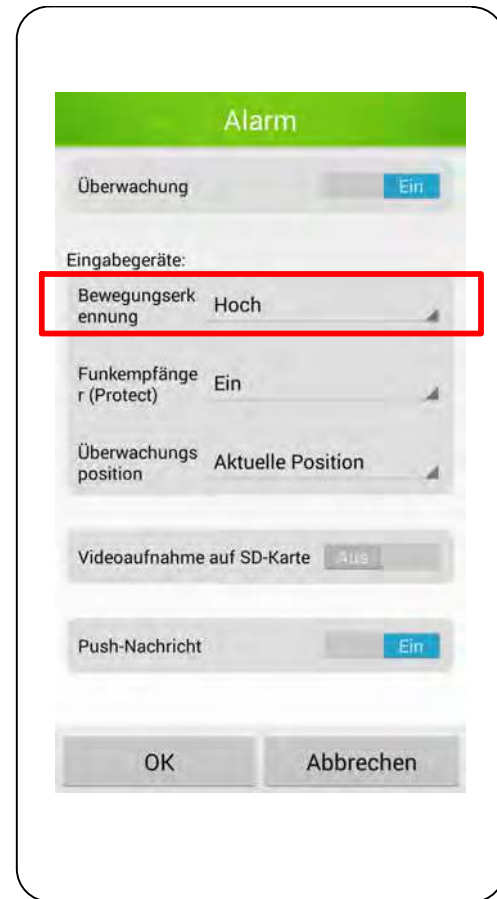 Alarm
Überwachung Ein
Eingabegeräte:
Bewegungserk
ennung Hoch
Funkempfänge
r (Protect) Ein
Überwachungs
position Aktuelle Position
Videoaufnahme auf SD-Karte Aus
Push-Nachricht Ein
OK Abbrechen